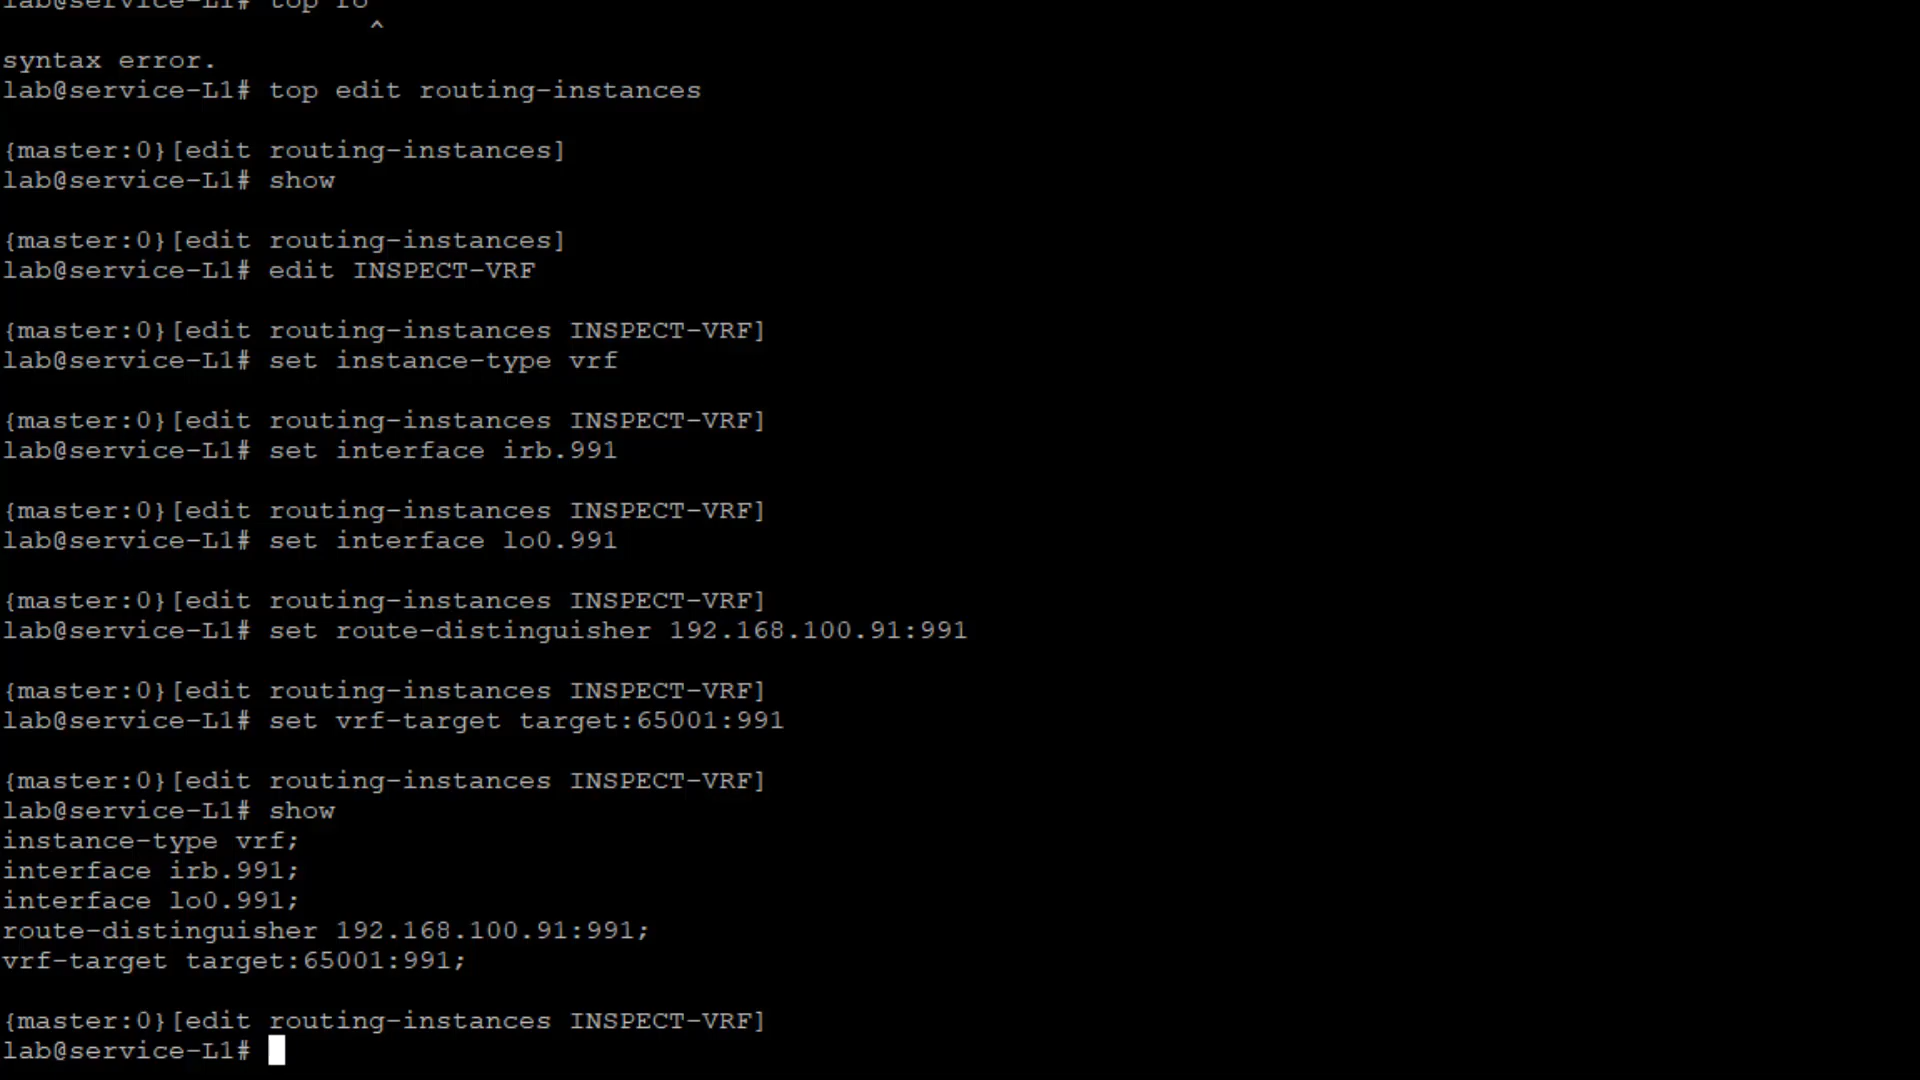 lab@service-L1# top ro
^
syntax error.
lab@service-L1# top edit routing-instances
{master:0}[edit routing-instances]
lab@service-L1# show
{master:0}[edit routing-instances]
lab@service-L1# edit INSPECT-VRF
{master:0}[edit routing-instances INSPECT-VRF]
lab@service-L1# set instance-type vrf
{master:0}[edit routing-instances INSPECT-VRF]
lab@service-L1# set interface irb.991
{master:0}[edit routing-instances INSPECT-VRF]
lab@service-L1# set interface lo0.991
{master:0}[edit routing-instances INSPECT-VRF]
lab@service-L1# set route-distinguisher 192.168.100.91:991
{master:0}[edit routing-instances INSPECT-VRF]
lab@service-L1# set vrf-target target:65001:991
{master:0}[edit routing-instances INSPECT-VRF]
lab@service-L1# show
instance-type vrf;
interface irb.991;
interface lo0.991;
route-distinguisher 192.168.100.91:991;
vrf-target target:65001:991;
{master:0}[edit routing-instances INSPECT-VRF]
lab@service-L1#